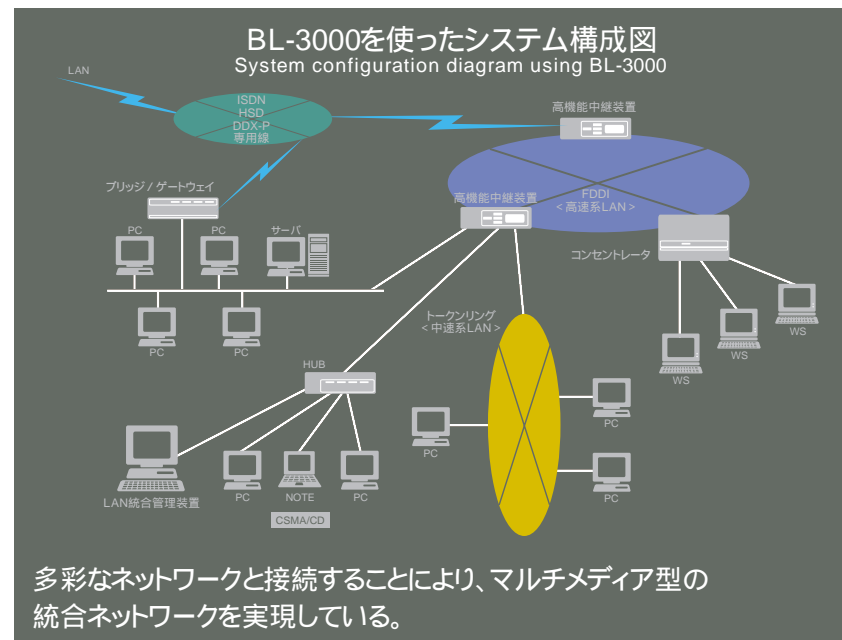 BL-3000を使ったシステム構成図
System configuration diagram using BL-3000
LAN
ISDN
HSD
DDX-P
専用線
高機能中継装置
ブリッジ / ゲートウェイ
高機能中継装置
FDDI
＜高速系LAN＞
PC
PC
サーバ
コンセントレータ
トークンリング
＜中速系LAN＞
PC
PC
WS
WS
WS
HUB
PC
PC
PC
LAN統合管理装置
PC
NOTE
PC
PC
CSMA/CD
多彩なネットワークと接続することにより、マルチメディア型の
統合ネットワークを実現している。